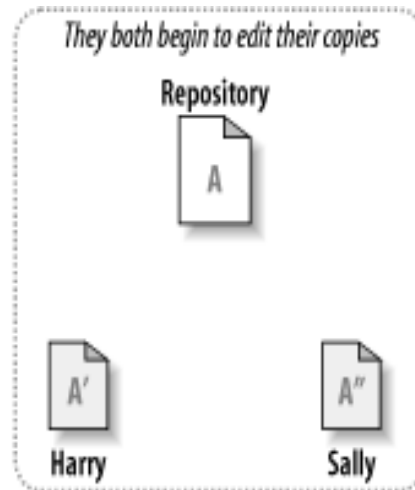 They both begin to edit their copies
Repository
A
A′ A″
Harry Sally